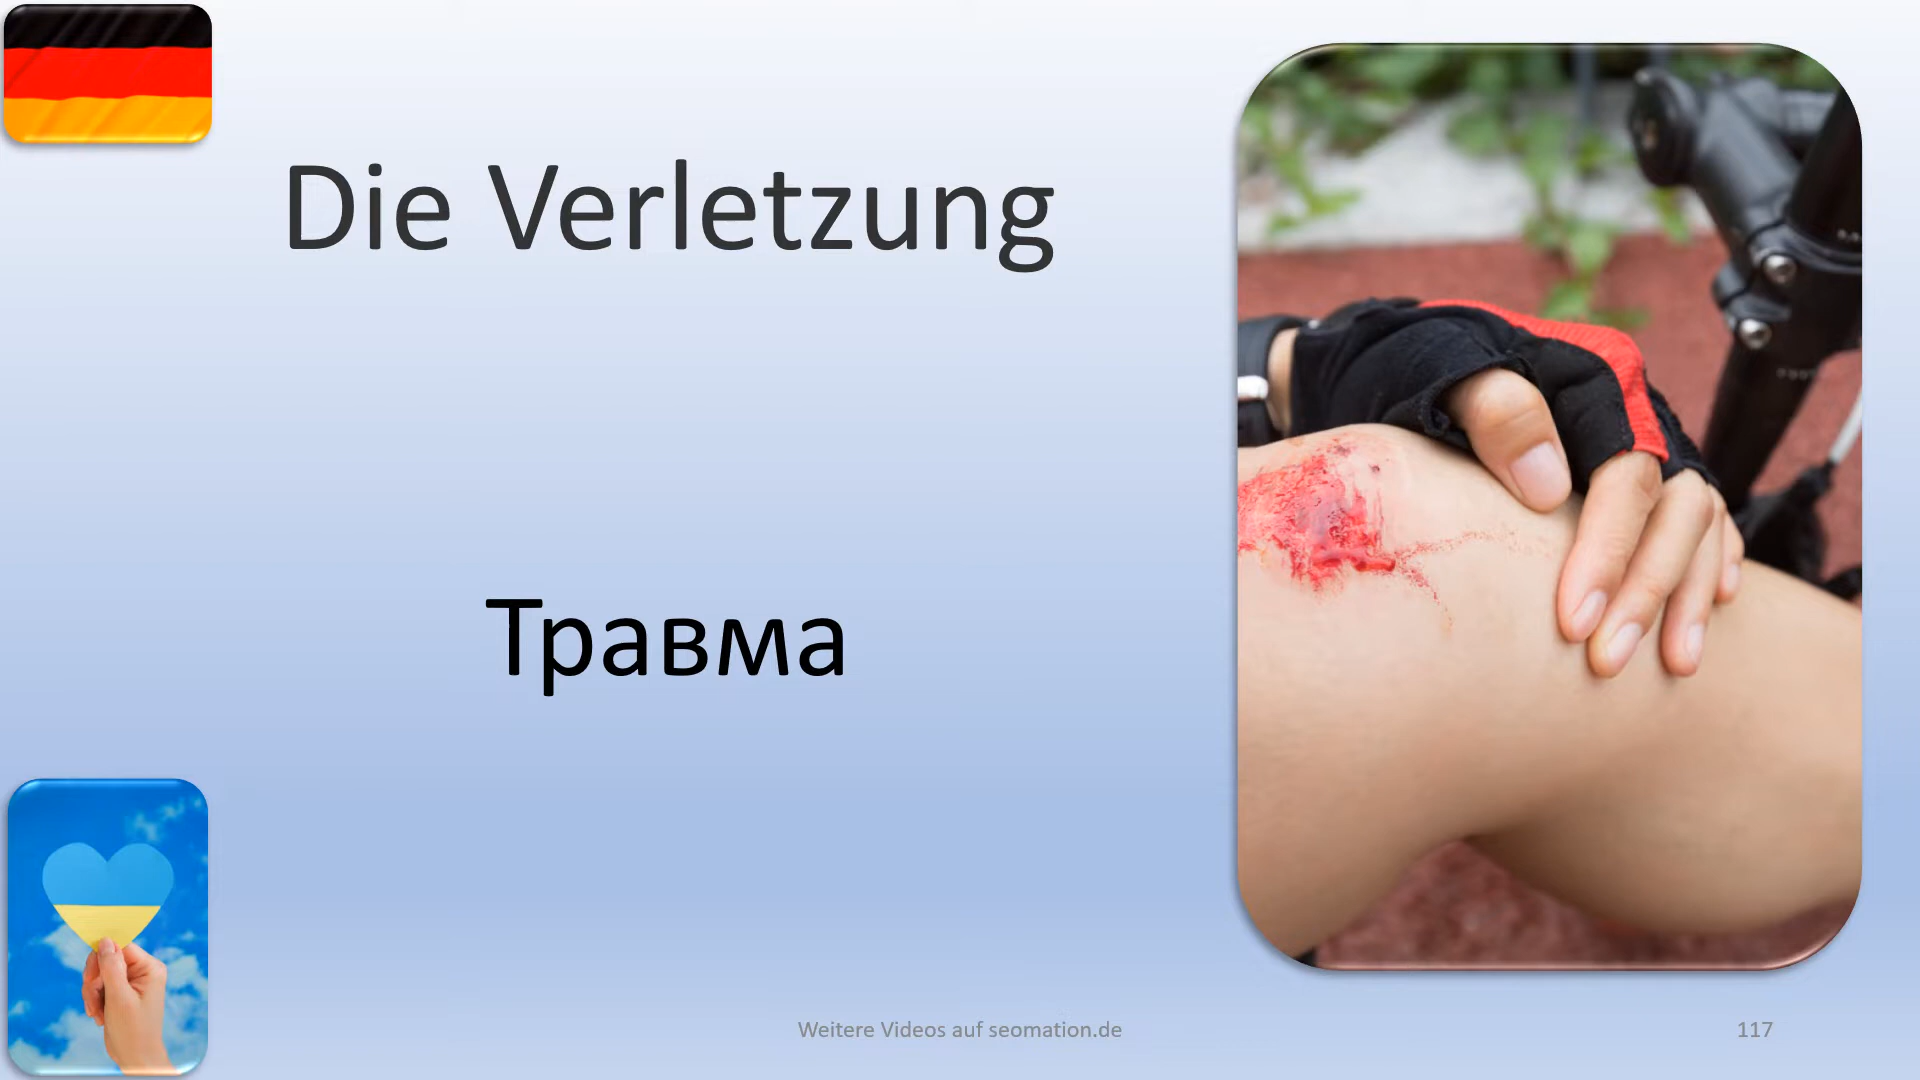 Die Verletzung
Травма
Weitere Videos auf seomation.de
117